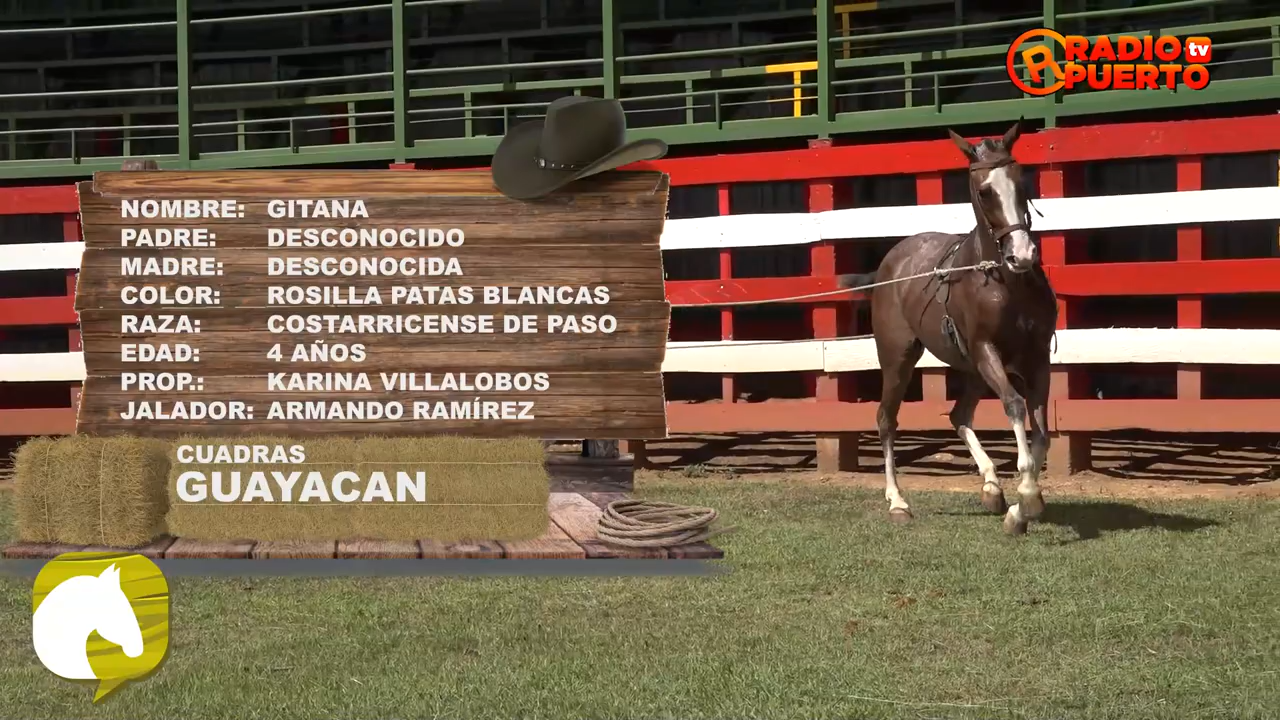 RADIO tv
PUERTO
NOMBRE: GITANA
PADRE: DESCONOCIDO
MADRE: DESCONOCIDA
COLOR: ROSILLA PATAS BLANCAS
RAZA: COSTARRICENSE DE PASO
EDAD: 4 AÑOS
PROP.: KARINA VILLALOBOS
JALADOR: ARMANDO RAMÍREZ
CUADRAS
GUAYACAN